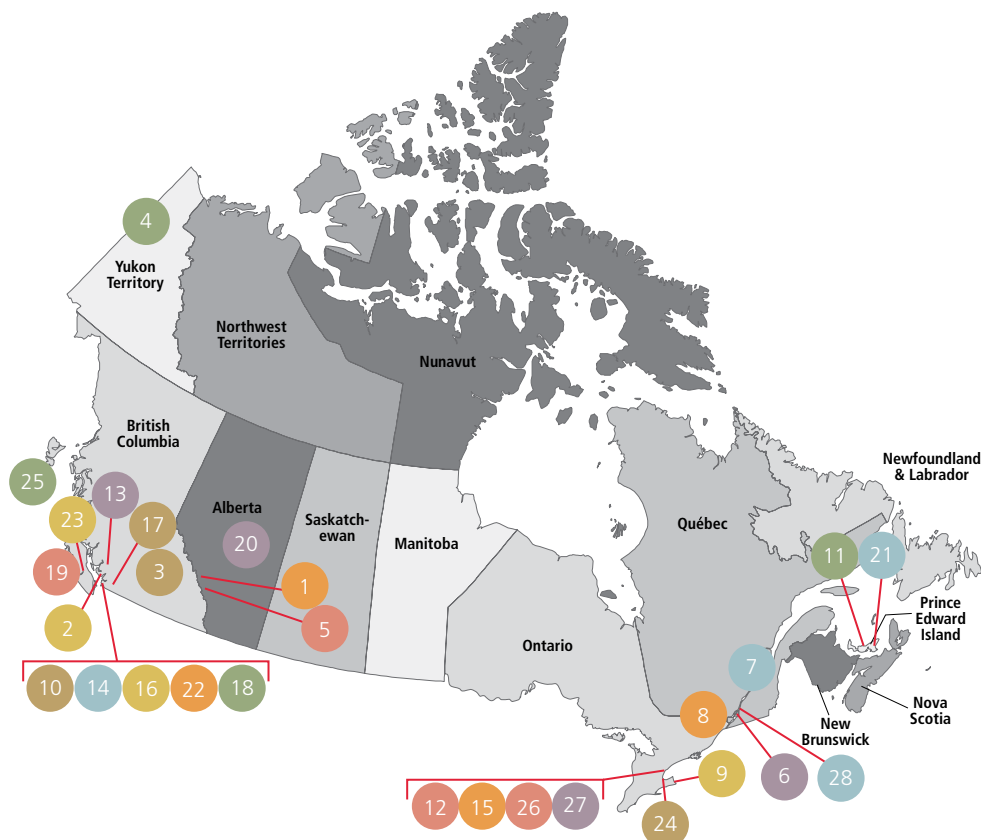 4
Yukon
Territory
Northwest
Territories
Nunavut
British
Columbia
Newfoundland
& Labrador
25
13
23
17
Alberta
20
Saskatch-
ewan
Manitoba
Québec
11
21
19
3
1
2
5
Prince
Edward
Island
Ontario
10 14 16 22 18
7
8
New
Brunswick
Nova
Scotia
9
6
28
12 15 26 27
24